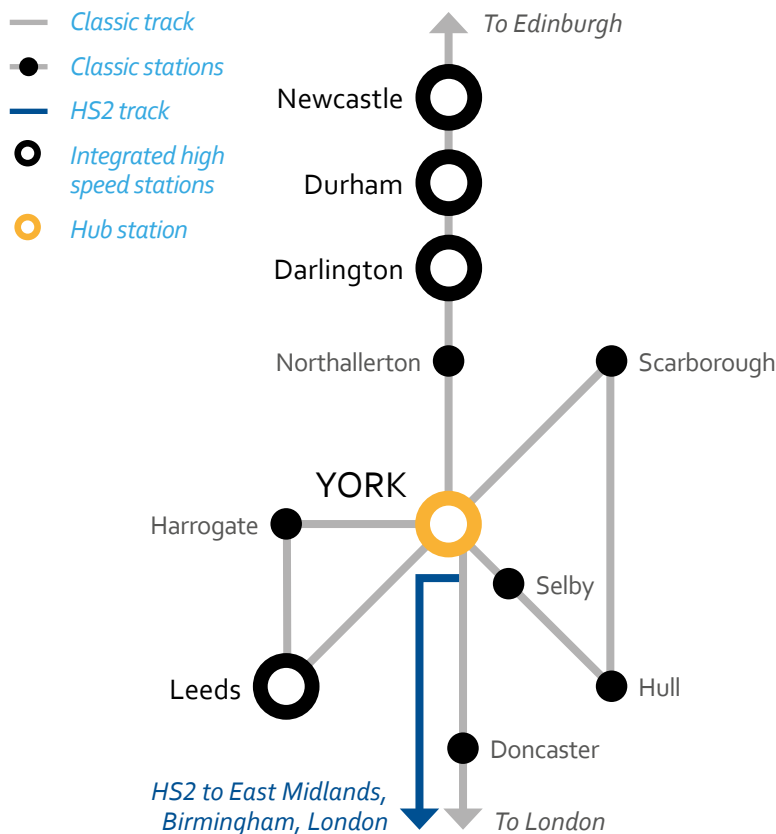 Classic track
Classic stations
HS2 track
Integrated high
speed stations
Hub station
To Edinburgh
Newcastle
Durham
Darlington
Northallerton
Scarborough
YORK
Harrogate
Selby
Leeds
Hull
Doncaster
HS2 to East Midlands,
Birmingham, London
To London